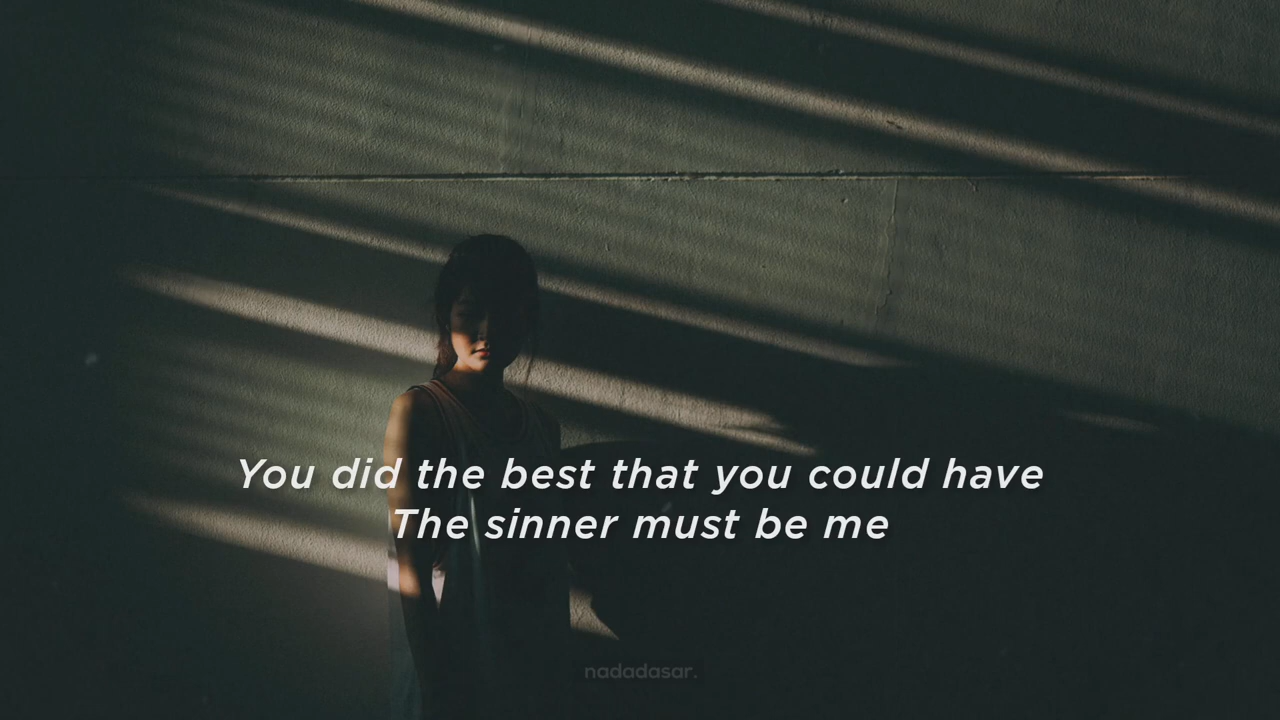 You did the best that you could have
The sinner must be me
nadadasar.